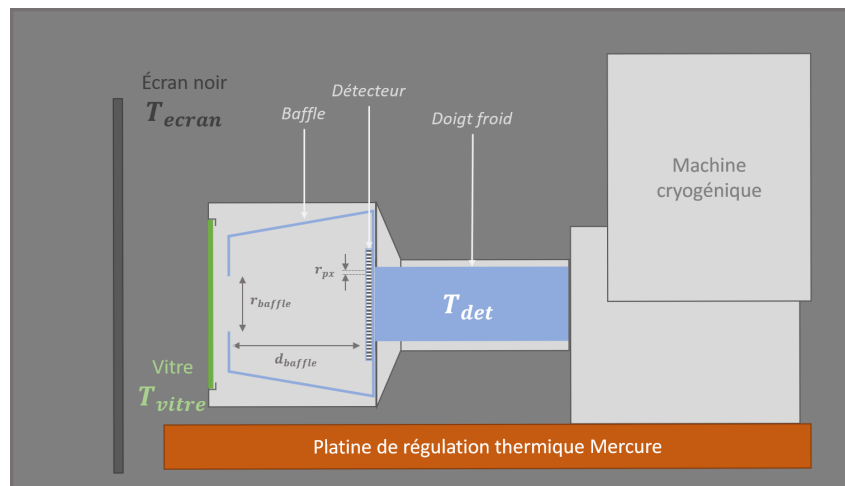 Écran noir
T_ecran
Détecteur
Baffle
Doigt froid
Machine
cryogénique
r_px
r_baffle
T_det
d_baffle
Vitre
T_vitre
Platine de régulation thermique Mercure